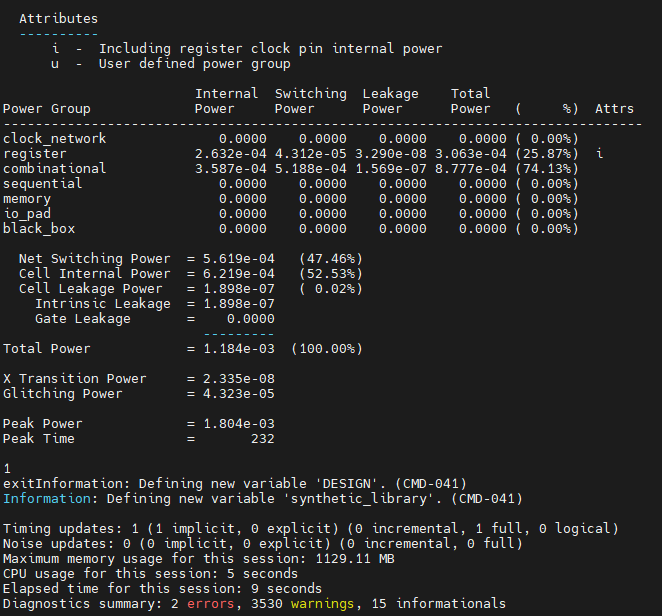 Attributes
----------
i - Including register clock pin internal power
u - User defined power group
Internal Switching Leakage Total
Power Group Power Power Power Power ( %) Attrs
--------------------------------------------------------------------------------
clock_network 0.0000 0.0000 0.0000 0.0000 ( 0.00%)
register 2.632e-04 4.312e-05 3.290e-08 3.063e-04 (25.87%) i
combinational 3.587e-04 5.188e-04 1.569e-07 8.777e-04 (74.13%)
sequential 0.0000 0.0000 0.0000 0.0000 ( 0.00%)
memory 0.0000 0.0000 0.0000 0.0000 ( 0.00%)
io_pad 0.0000 0.0000 0.0000 0.0000 ( 0.00%)
black_box 0.0000 0.0000 0.0000 0.0000 ( 0.00%)
Net Switching Power = 5.619e-04 (47.46%)
Cell Internal Power = 6.219e-04 (52.53%)
Cell Leakage Power = 1.898e-07 ( 0.02%)
Intrinsic Leakage = 1.898e-07
Gate Leakage = 0.0000
---------
Total Power = 1.184e-03 (100.00%)
X Transition Power = 2.335e-08
Glitching Power = 4.323e-05
Peak Power = 1.804e-03
Peak Time = 232
1
exitInformation: Defining new variable 'DESIGN'. (CMD-041)
Information: Defining new variable 'synthetic_library'. (CMD-041)
Timing updates: 1 (1 implicit, 0 explicit) (0 incremental, 1 full, 0 logical)
Noise updates: 0 (0 implicit, 0 explicit) (0 incremental, 0 full)
Maximum memory usage for this session: 1129.11 MB
CPU usage for this session: 5 seconds
Elapsed time for this session: 9 seconds
Diagnostics summary: 2 errors, 3530 warnings, 15 informationals